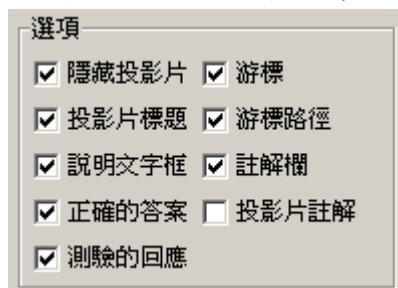 選項
隱藏投影片 游標
投影片標題 游標路徑
說明文字框 註解欄
正確的答案 投影片註解
測驗的回應